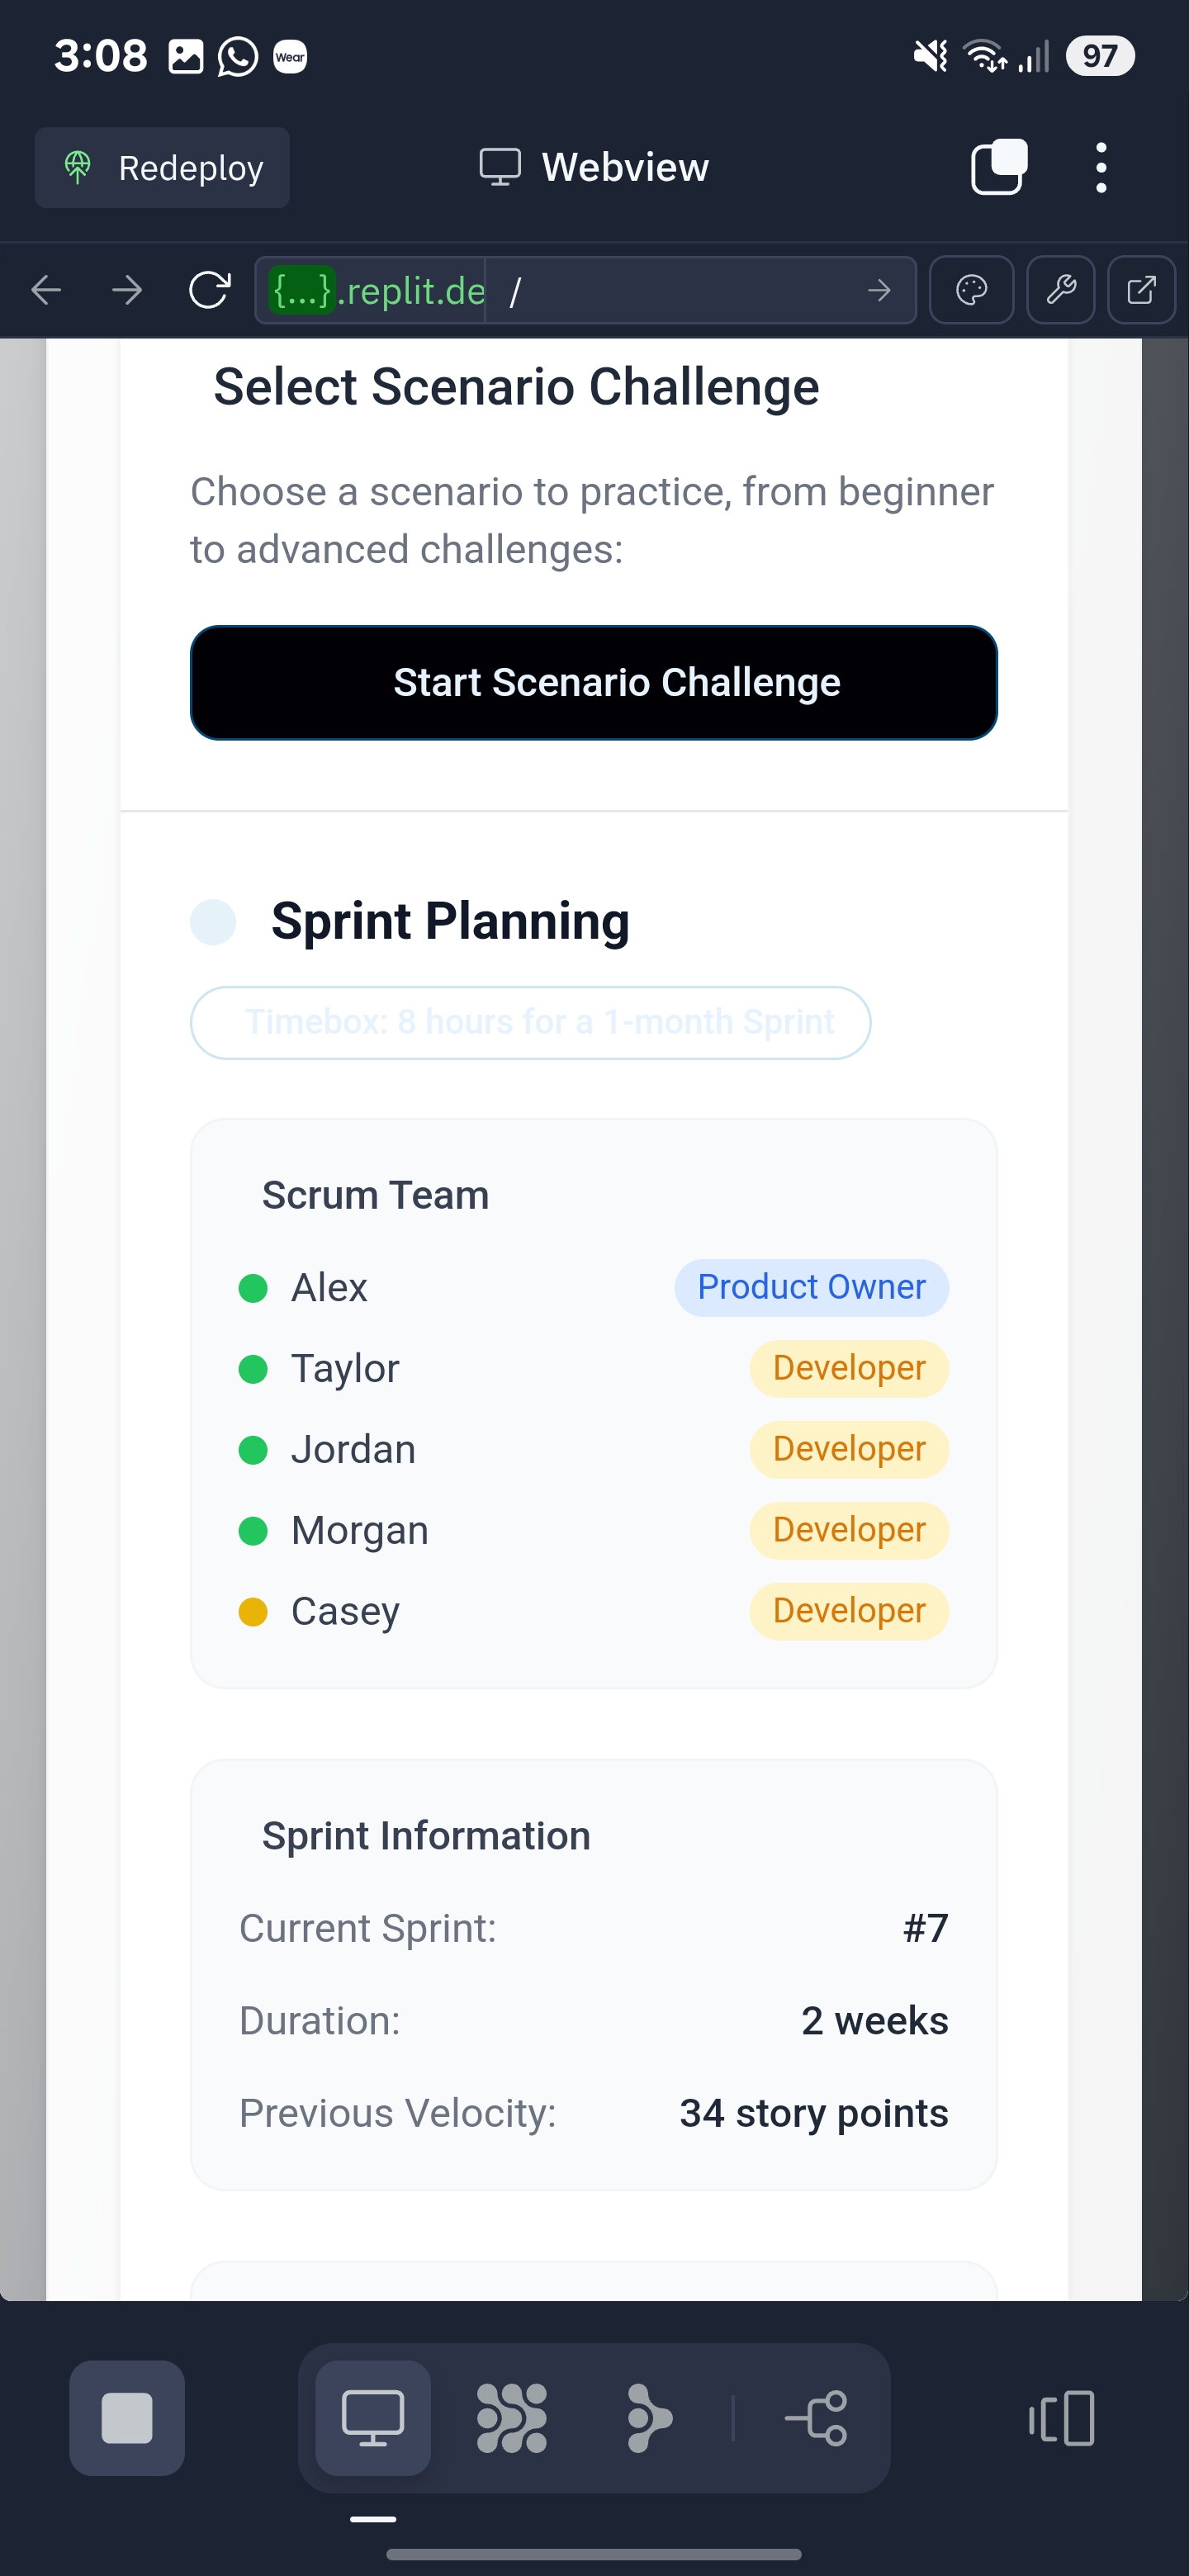 3:08
Wear
97
Redeploy
Webview
{...}.replit.de
/
Select Scenario Challenge
Choose a scenario to practice, from beginner
to advanced challenges:
Start Scenario Challenge
Sprint Planning
Timebox: 8 hours for a 1-month Sprint
Scrum Team
Alex Product Owner
Taylor Developer
Jordan Developer
Morgan Developer
Casey Developer
Sprint Information
Current Sprint: #7
Duration: 2 weeks
Previous Velocity: 34 story points